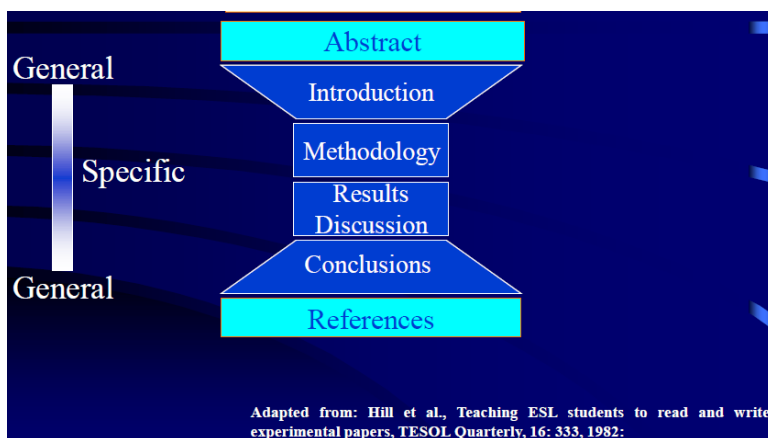 Abstract
General
Introduction
Methodology
Specific
Results
Discussion
Conclusions
General
References
Adapted from: Hill et al., Teaching ESL students to read and write
experimental papers, TESOL Quarterly, 16: 333, 1982: